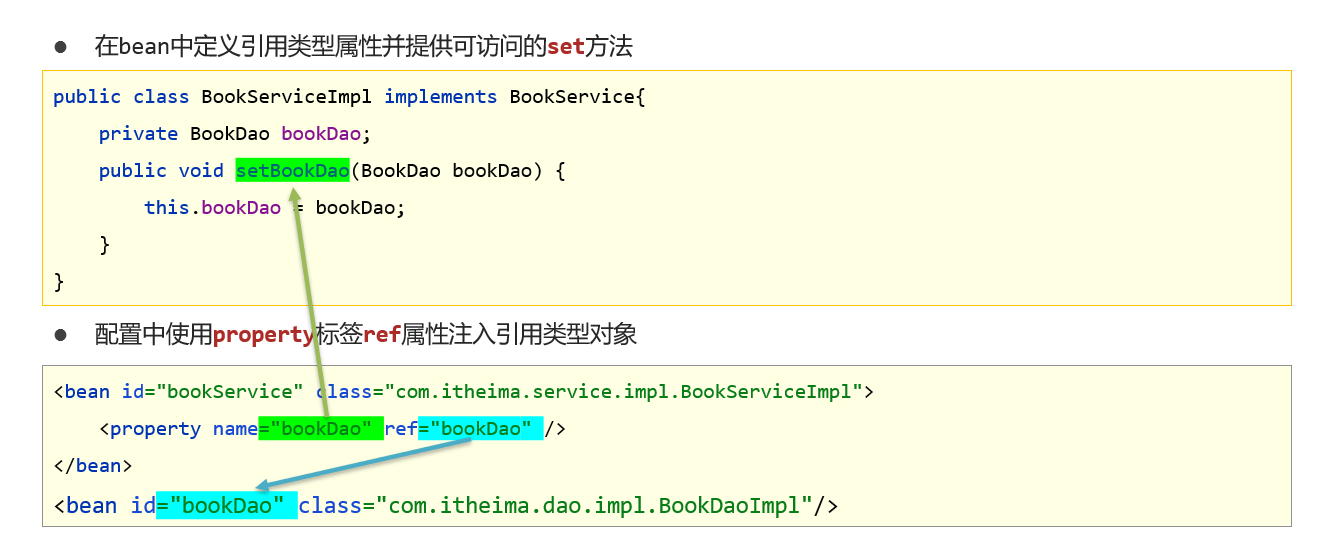 ● 在bean中定义引用类型属性并提供可访问的set方法
public class BookServiceImpl implements BookService{
    private BookDao bookDao;
    public void setBookDao(BookDao bookDao) {
        this.bookDao = bookDao;
    }
}
● 配置中使用property标签ref属性注入引用类型对象
<bean id="bookService" class="com.itheima.service.impl.BookServiceImpl">
    <property name="bookDao" ref="bookDao" />
</bean>
<bean id="bookDao" class="com.itheima.dao.impl.BookDaoImpl"/>